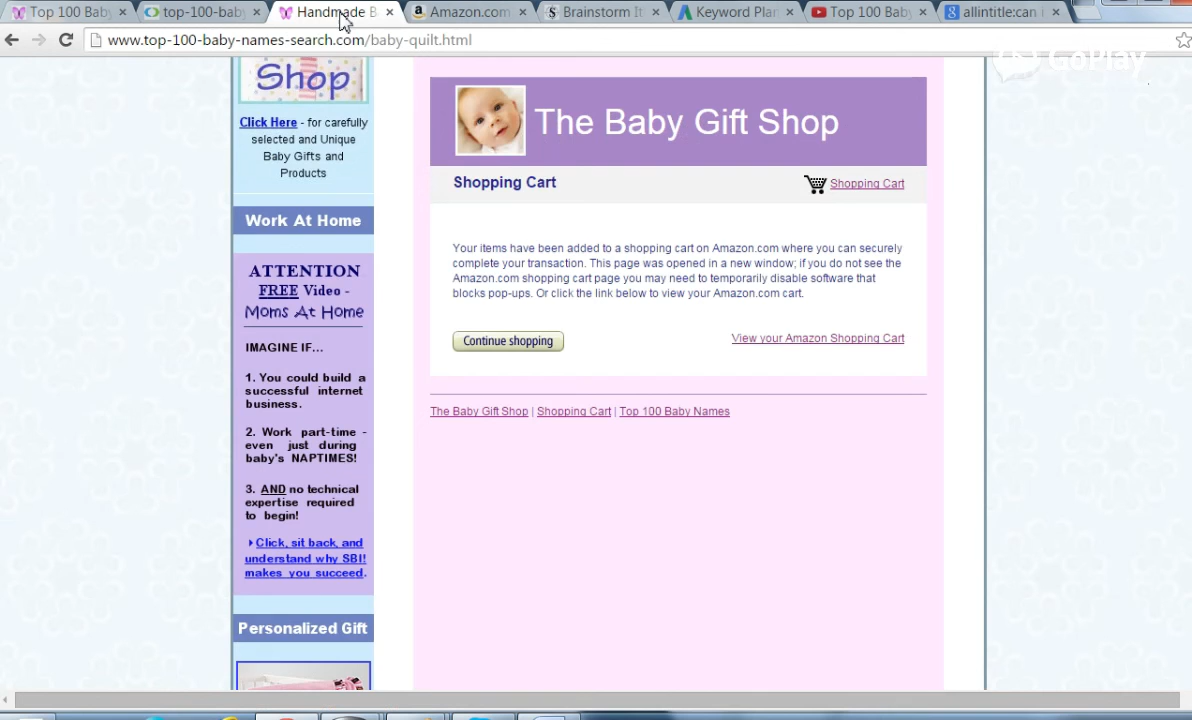 Top 100 Baby
top-100-baby
Handmade B
Amazon.com
Brainstorm It
Keyword Plan
Top 100 Baby
allintitle:can i
www.top-100-baby-names-search.com/baby-quilt.html
GoPlay
Shop
Click Here - for carefully
selected and Unique
Baby Gifts and
Products
Work At Home
ATTENTION
FREE Video -
Moms At Home
IMAGINE IF...
1. You could build a
successful internet
business.
2. Work part-time -
even just during
baby's NAPTIMES!
3. AND no technical
expertise required
to begin!
Click, sit back, and
understand why SBI!
makes you succeed.
Personalized Gift
The Baby Gift Shop
Shopping Cart
Shopping Cart
Your items have been added to a shopping cart on Amazon.com where you can securely
complete your transaction. This page was opened in a new window; if you do not see the
Amazon.com shopping cart page you may need to temporarily disable software that
blocks pop-ups. Or click the link below to view your Amazon.com cart.
Continue shopping
View your Amazon Shopping Cart
The Baby Gift Shop | Shopping Cart | Top 100 Baby Names